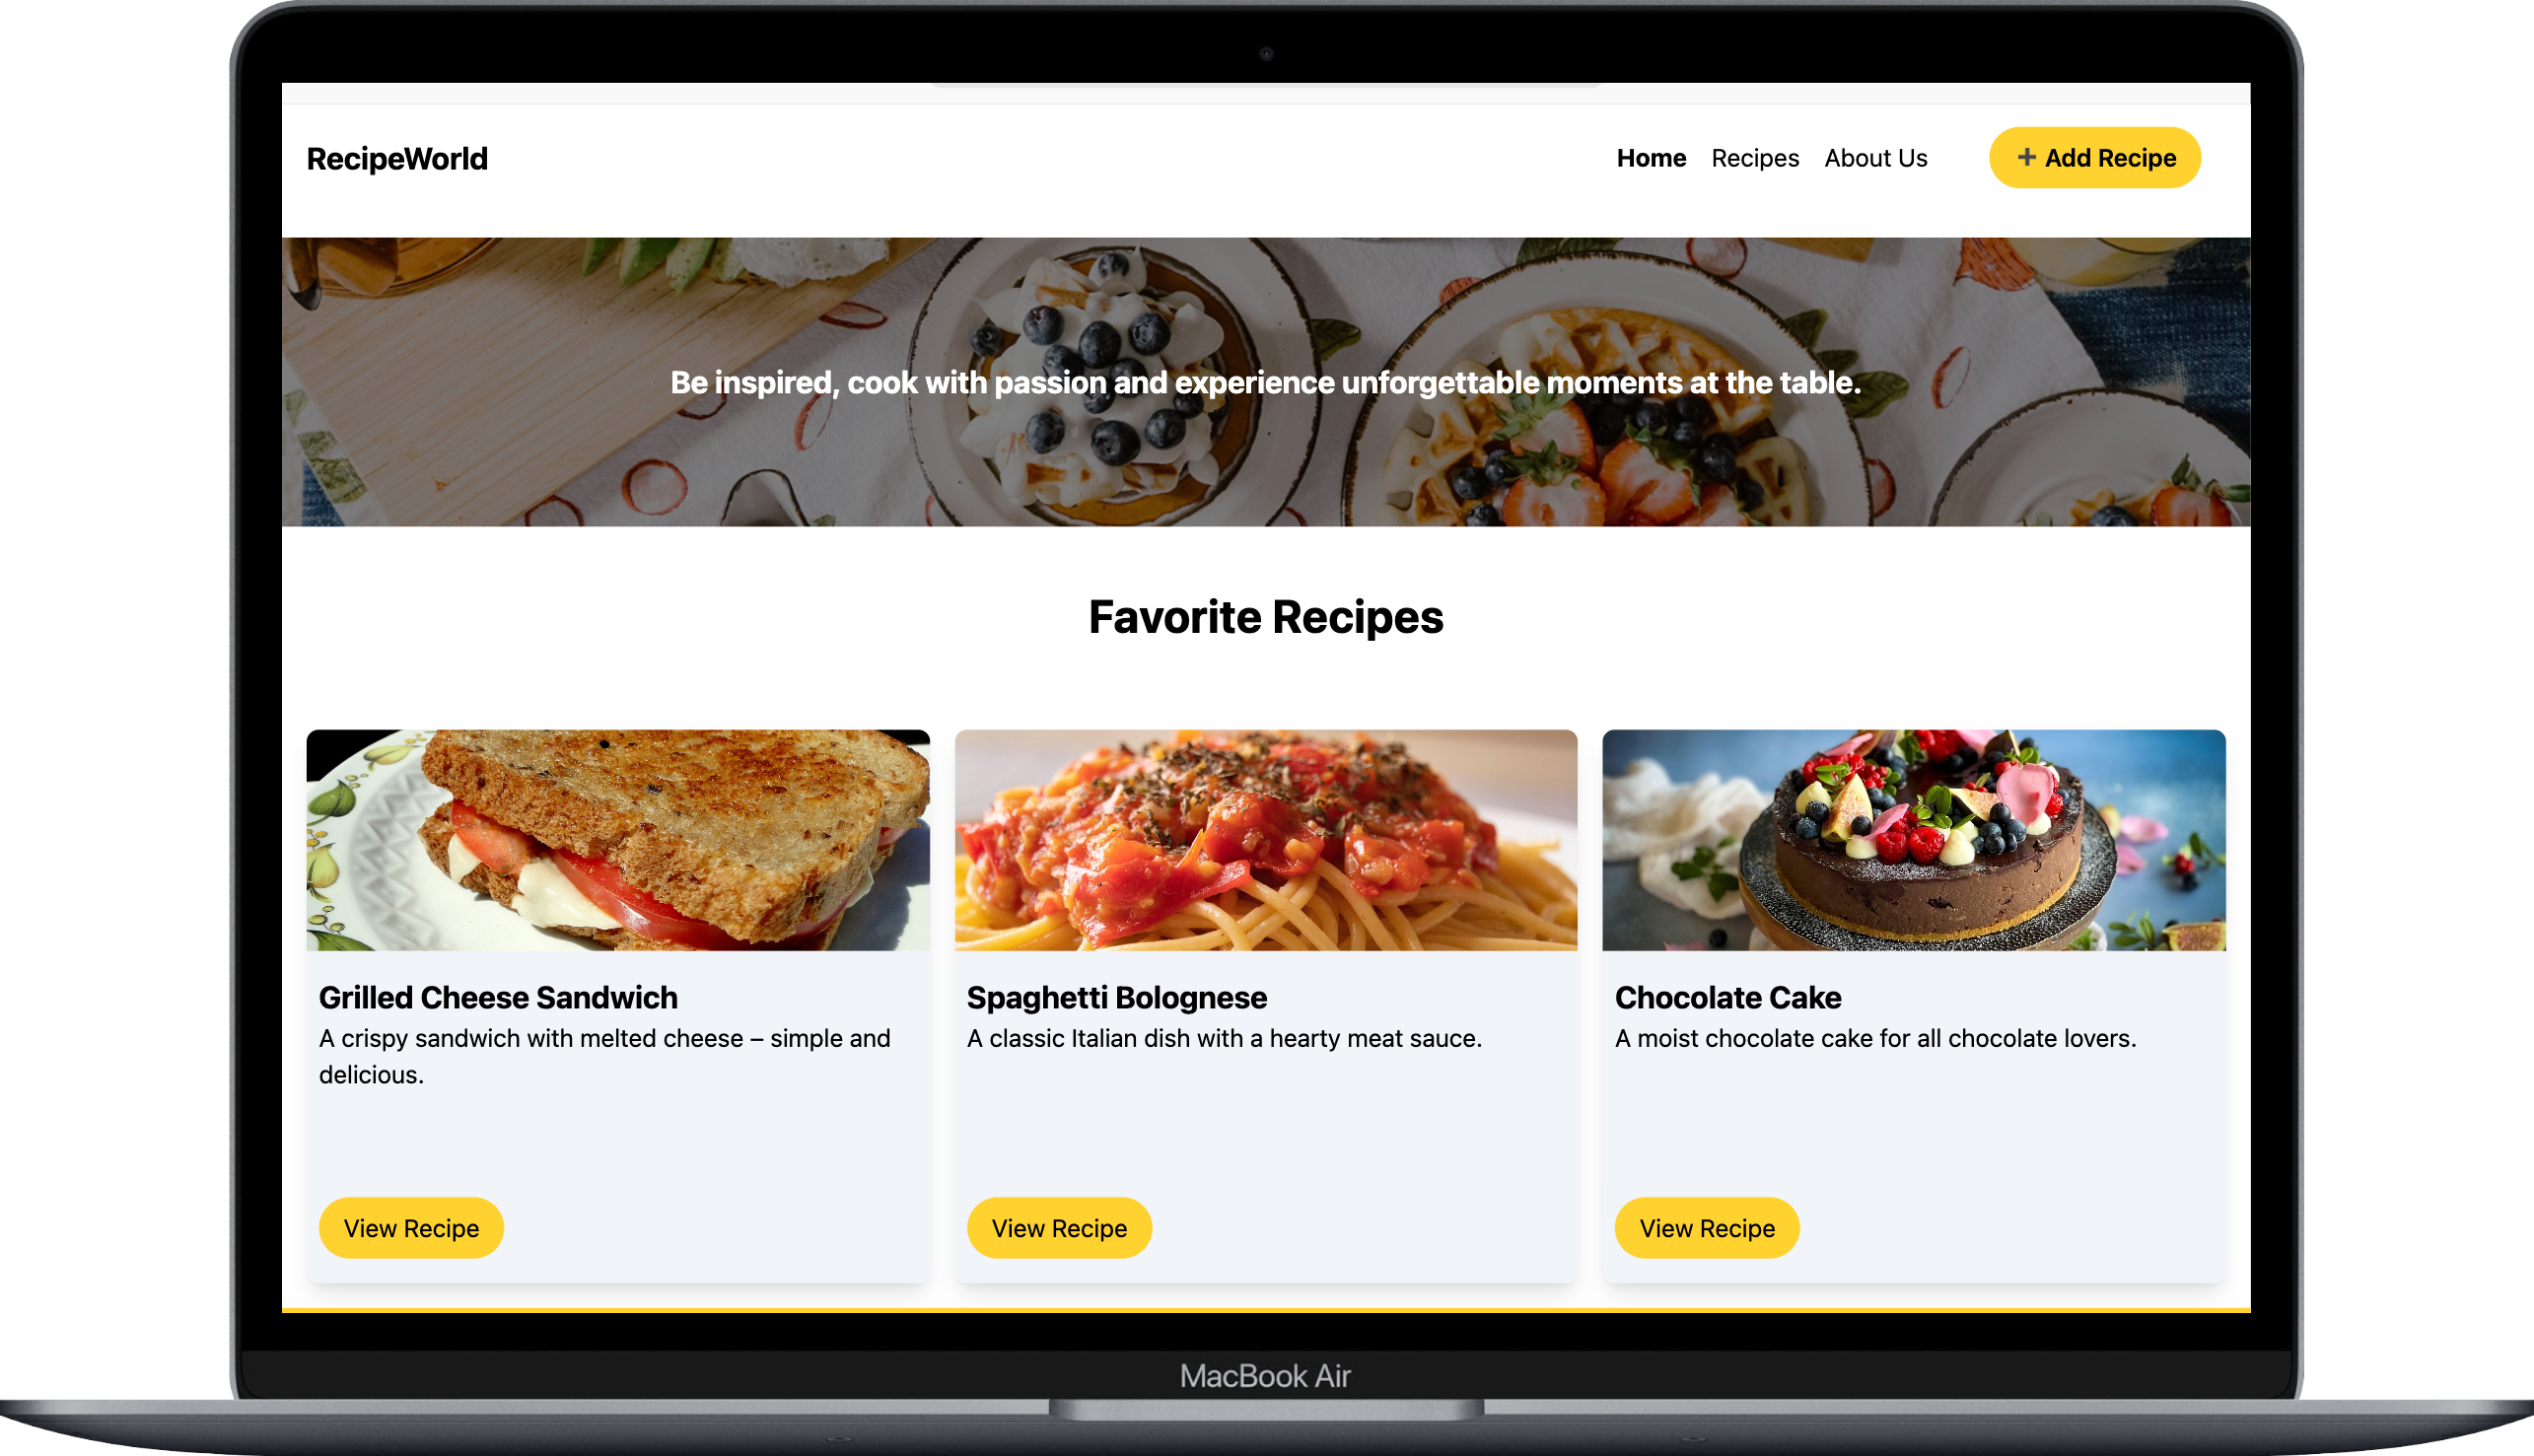 RecipeWorld
Home Recipes About Us + Add Recipe
Be inspired, cook with passion and experience unforgettable moments at the table.
Favorite Recipes
Grilled Cheese Sandwich
A crispy sandwich with melted cheese – simple and
delicious.
View Recipe
Spaghetti Bolognese
A classic Italian dish with a hearty meat sauce.
View Recipe
Chocolate Cake
A moist chocolate cake for all chocolate lovers.
View Recipe
MacBook Air